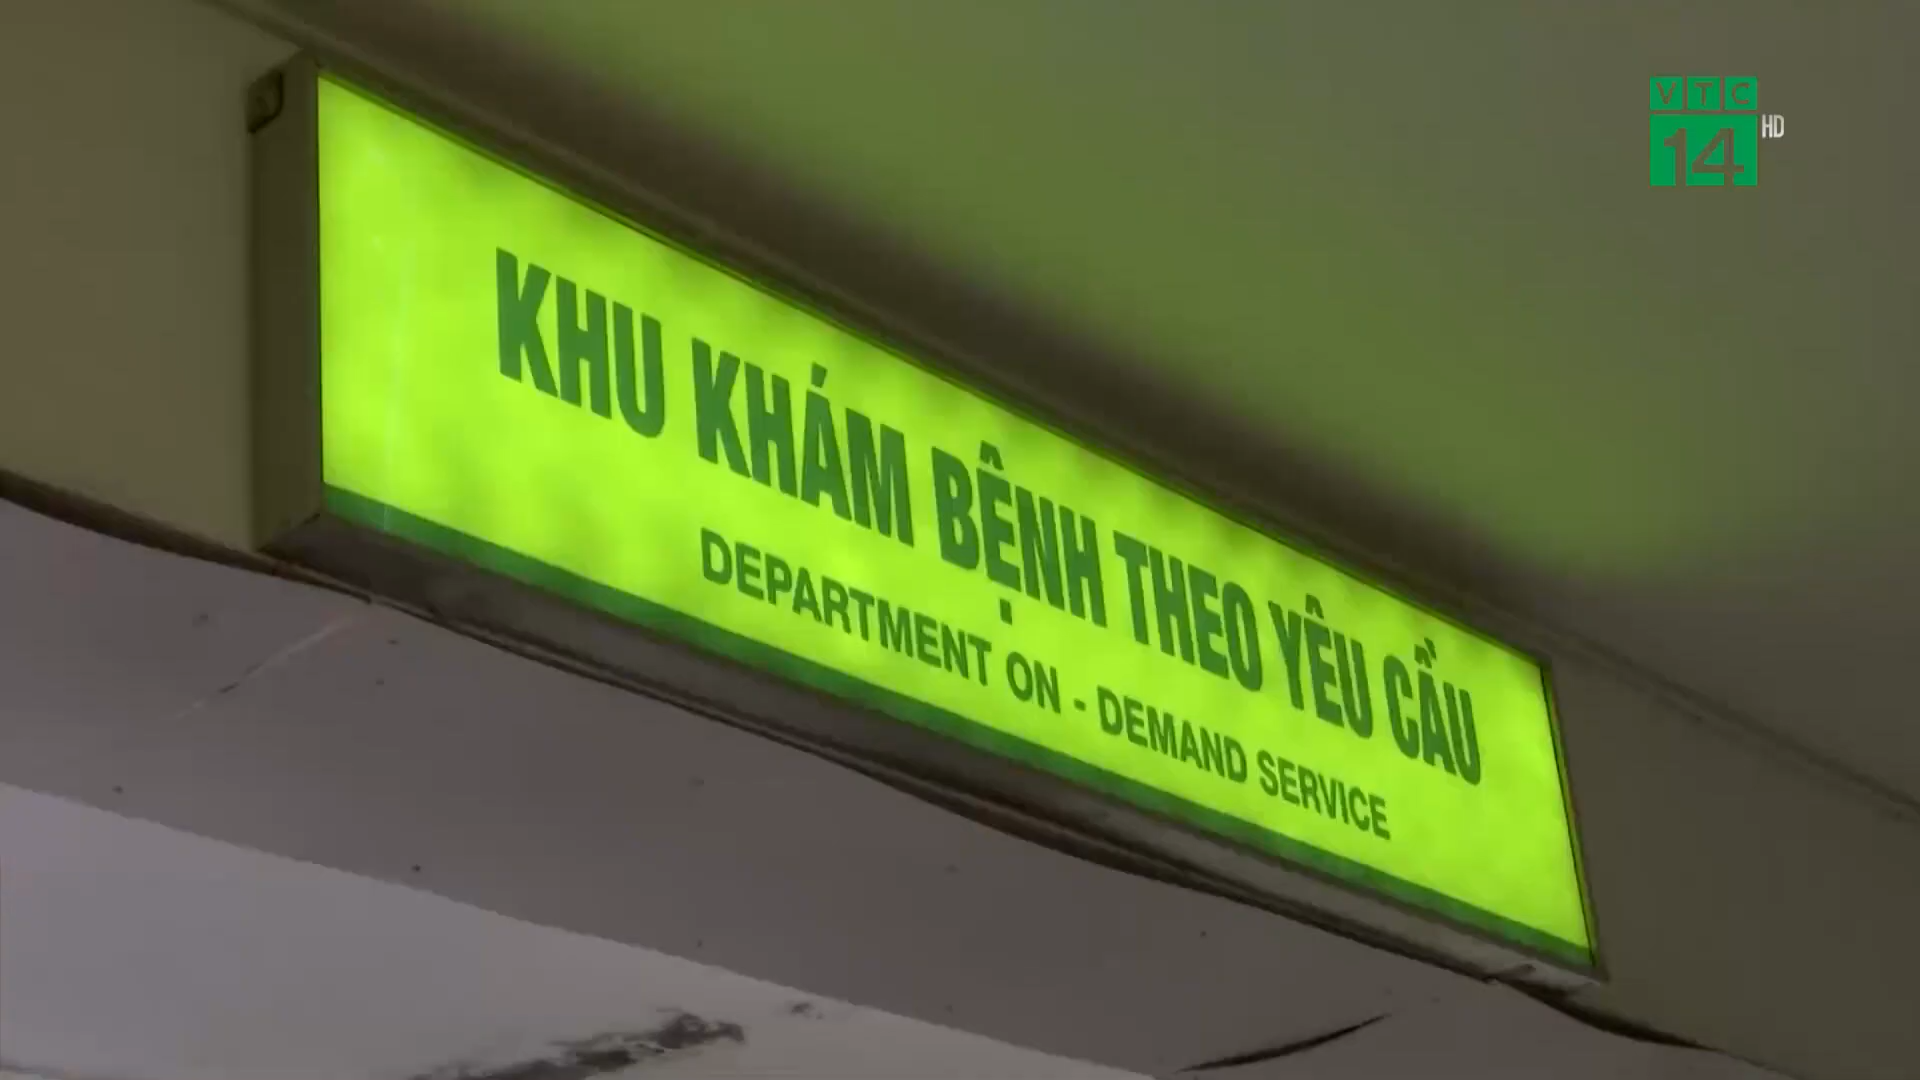 VTC
14 HD
KHU KHÁM BỆNH THEO YÊU CẦU
DEPARTMENT ON - DEMAND SERVICE